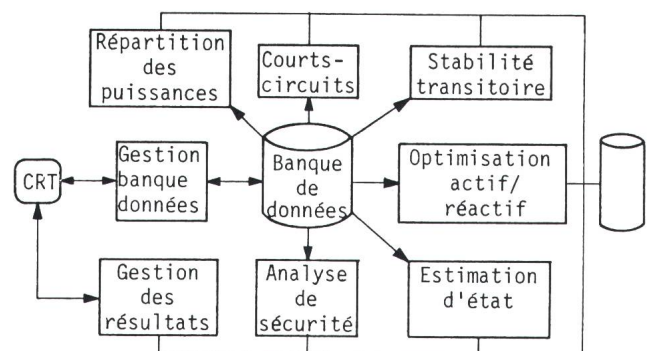 Répartition
des
puissances
Courts-
circuits
Stabilité
transitoire
CRT
Gestion
banque
données
Banque
de
données
Optimisation
actif/
réactif
Gestion
des
résultats
Analyse
de
sécurité
Estimation
d'état